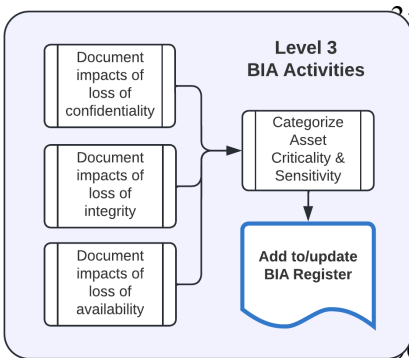 Level 3
BIA Activities
Document
impacts of
loss of
confidentiality
Document
impacts of
loss of
integrity
Document
impacts of
loss of
availability
Categorize
Asset
Criticality &
Sensitivity
Add to/update
BIA Register